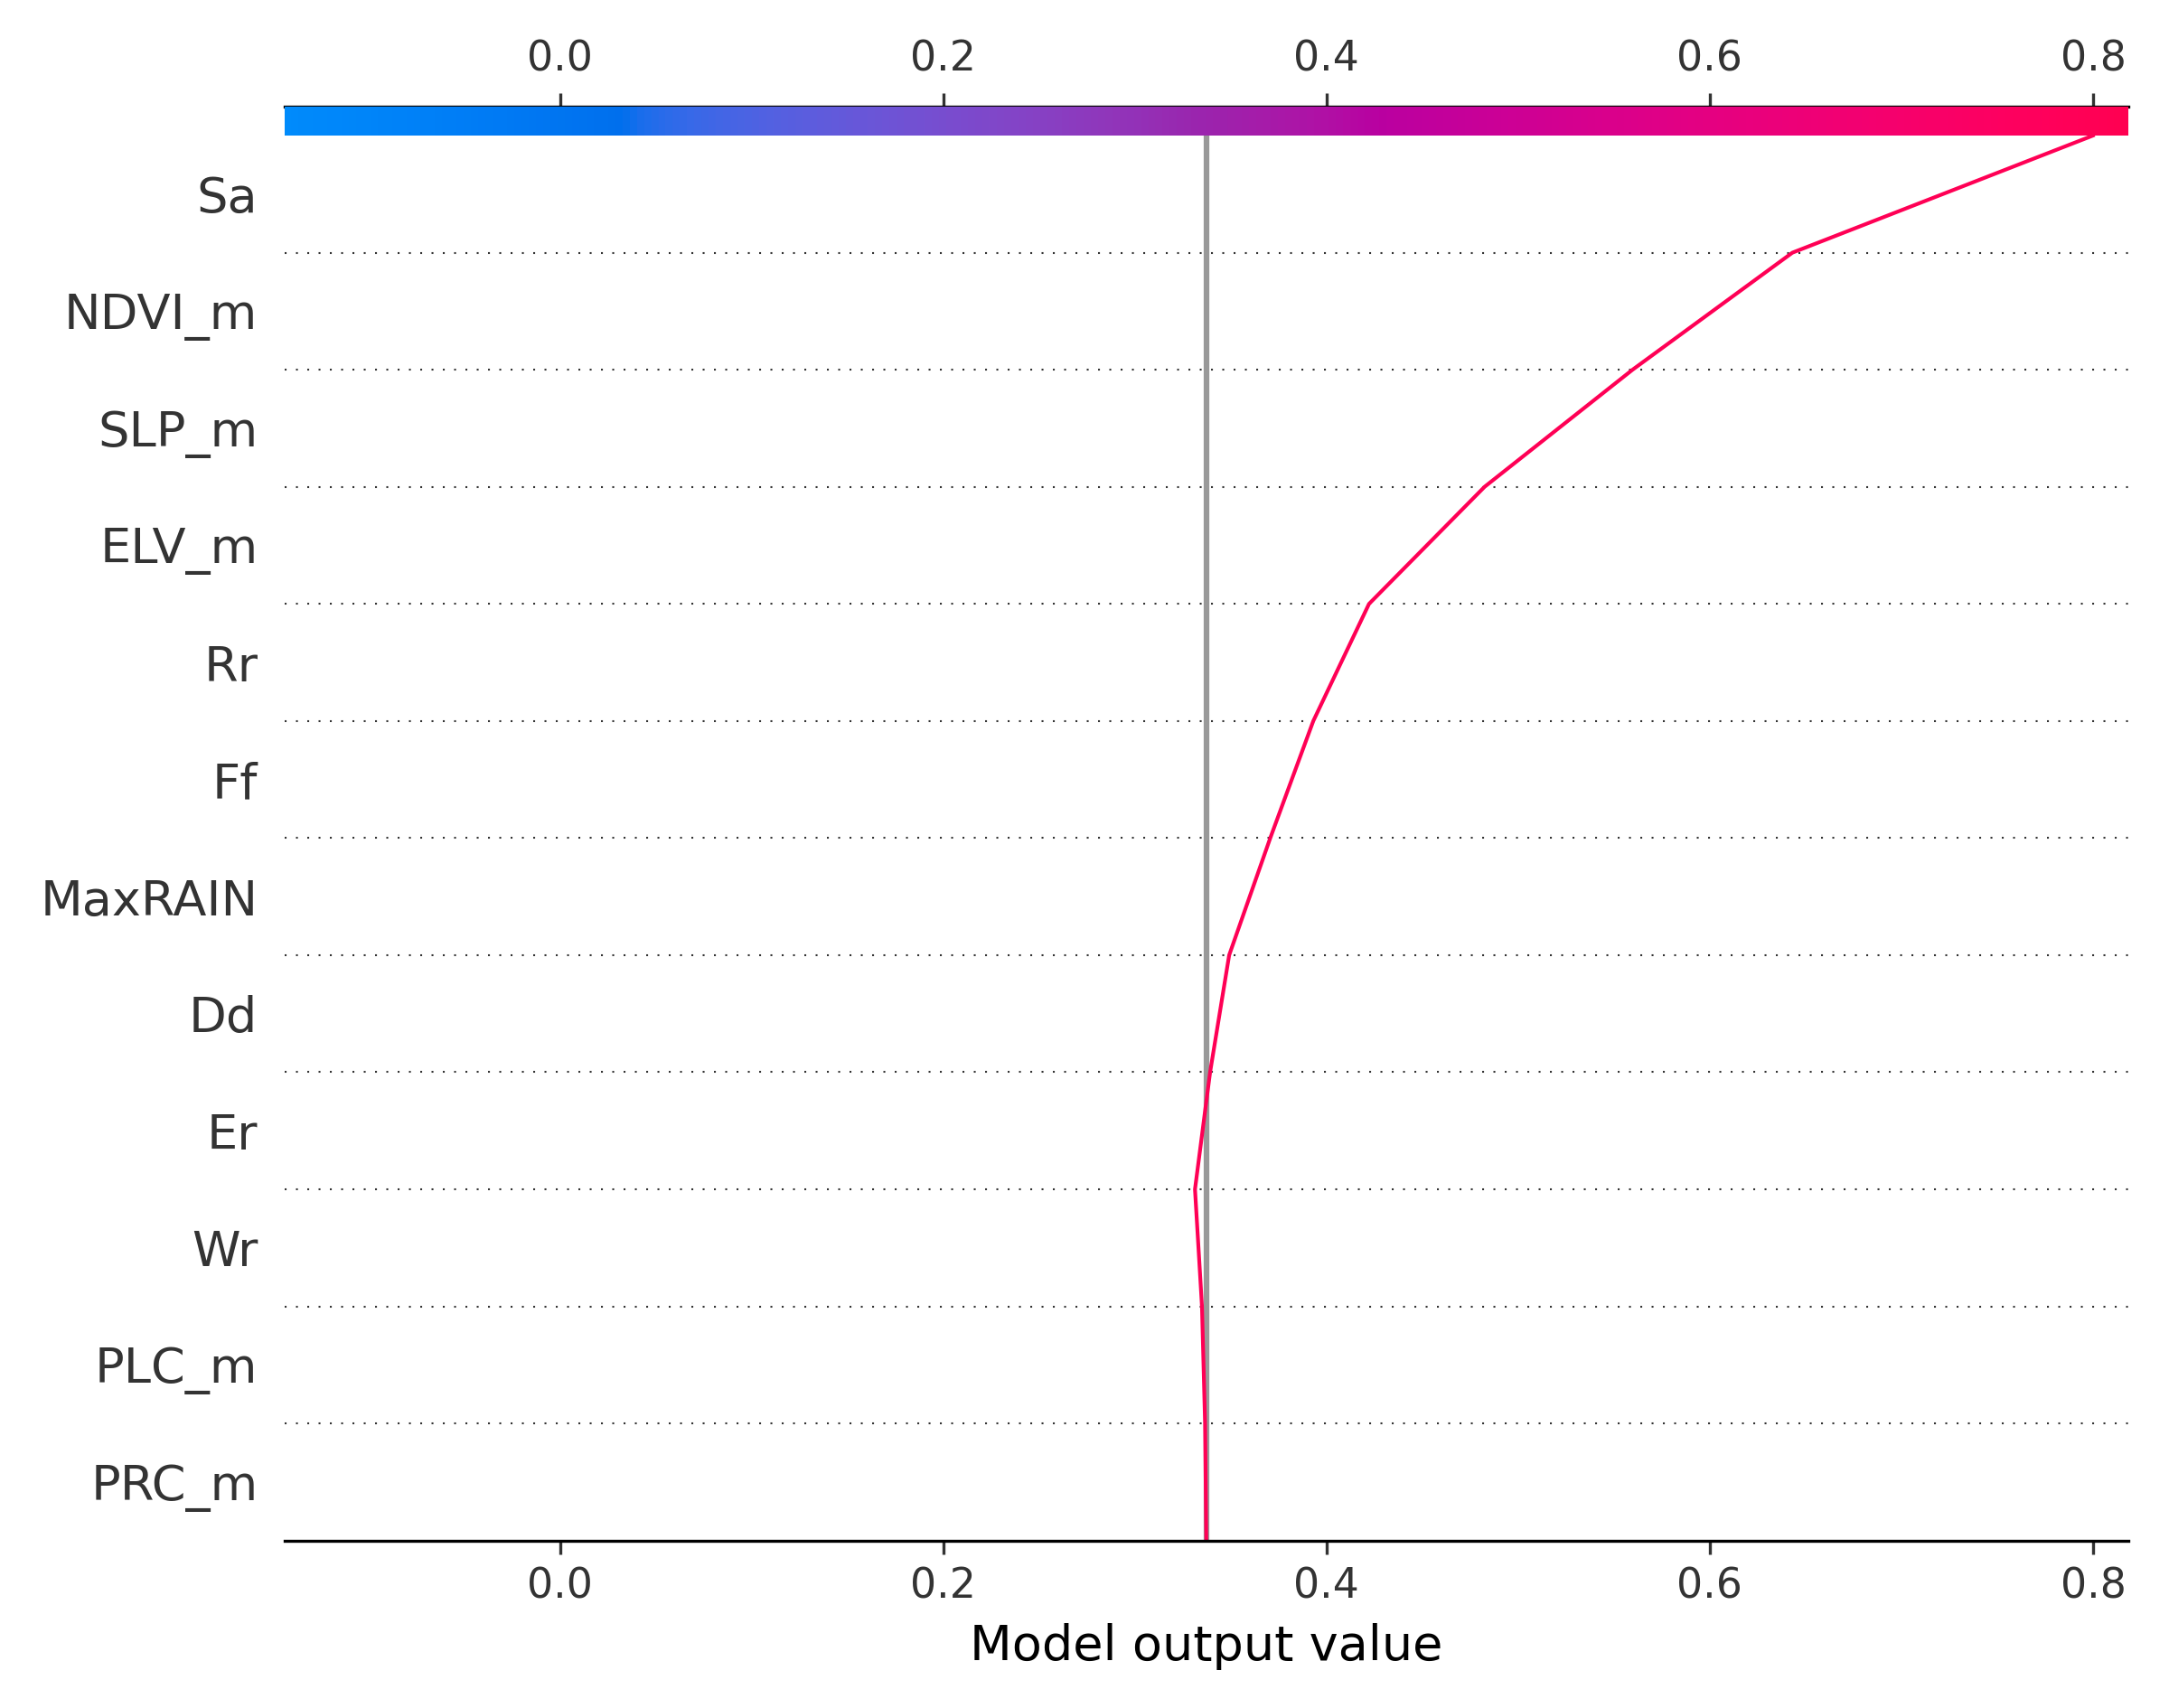 0.0 0.2 0.4 0.6 0.8
Sa
NDVI_m
SLP_m
ELV_m
Rr
Ff
MaxRAIN
Dd
Er
Wr
PLC_m
PRC_m
0.0 0.2 0.4 0.6 0.8
Model output value